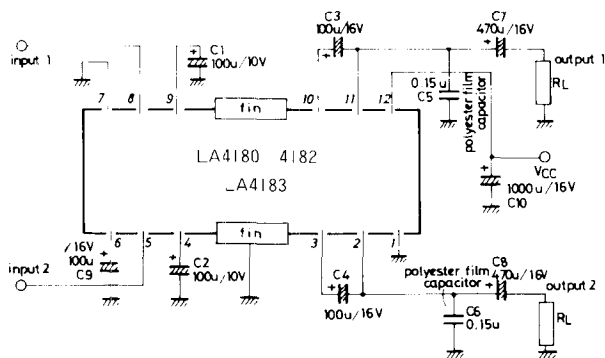 C3
100u/16V
C7
470u/16V
input 1
C1
100u/10V
output 1
0.15u
C5
polyester film
capacitor
RL
7
8
9
fin
10
11
12
LA4180 4182
LA4183
VCC
1000u/16V
C10
6
5
4
fin
3
2
1
/16V
100u
C9
C2
100u/10V
input 2
C4
100u/16V
polyester film
capacitor
C8
470u/16V
output 2
C6
0.15u
RL